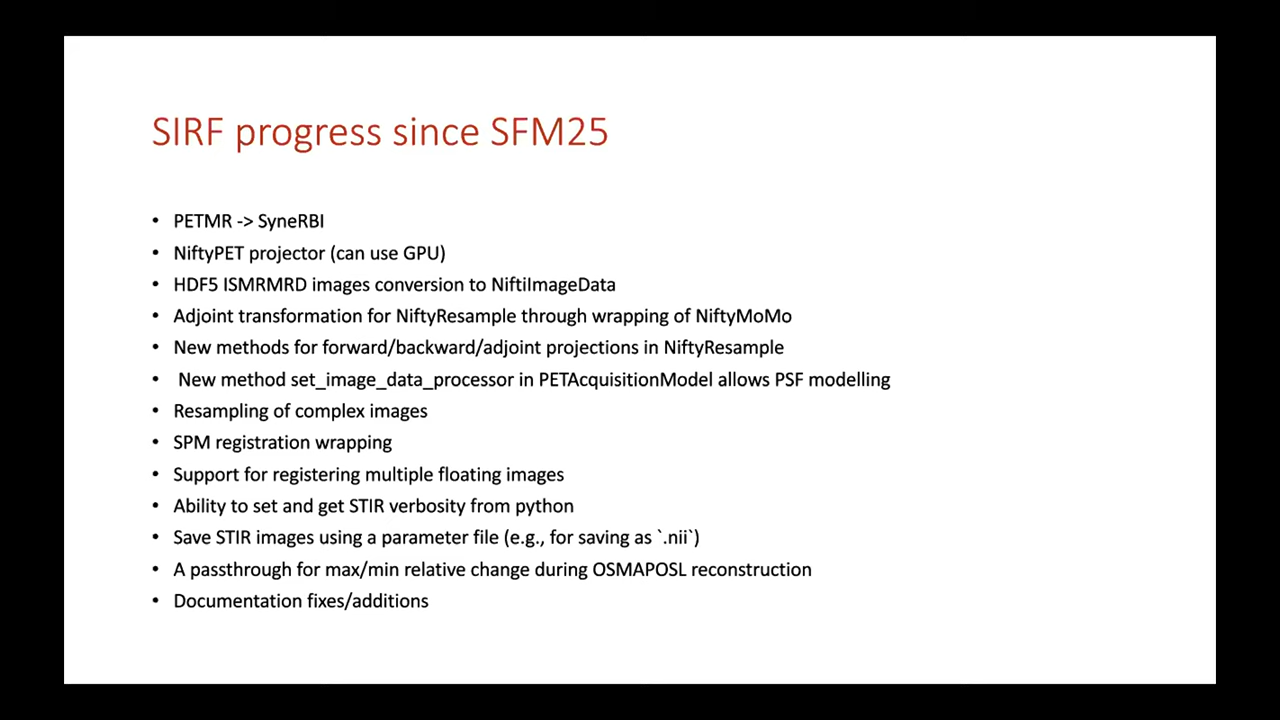 SIRF progress since SFM25
• PETMR -> SyneRBI
• NiftyPET projector (can use GPU)
• HDF5 ISMRMRD images conversion to NiftiImageData
• Adjoint transformation for NiftyResample through wrapping of NiftyMoMo
• New methods for forward/backward/adjoint projections in NiftyResample
• New method set_image_data_processor in PETAcquisitionModel allows PSF modelling
• Resampling of complex images
• SPM registration wrapping
• Support for registering multiple floating images
• Ability to set and get STIR verbosity from python
• Save STIR images using a parameter file (e.g., for saving as `.nii`)
• A passthrough for max/min relative change during OSMAPOSL reconstruction
• Documentation fixes/additions